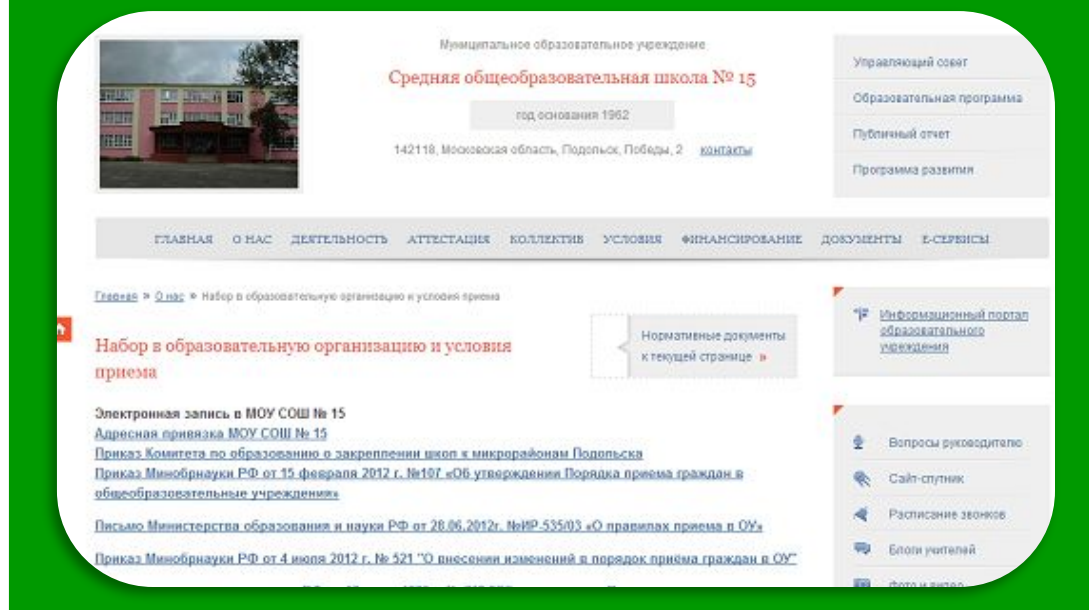 Муниципальное образовательное учреждение
Средняя общеобразовательная школа № 15
год основания 1962
142118, Московская область, Подольск, Победы, 2 контакты
Управляющий совет
Образовательная программа
Публичный отчет
Программа развития
ГЛАВНАЯ О НАС ДЕЯТЕЛЬНОСТЬ АТТЕСТАЦИЯ КОЛЛЕКТИВ УСЛОВИЯ ФИНАНСИРОВАНИЕ ДОКУМЕНТЫ Е-СЕРВИСЫ
Главная » О нас » Набор в образовательную организацию и условия приема
Набор в образовательную организацию и условия
приема
Нормативные документы
к текущей странице »
Электронная запись в МОУ СОШ № 15
Адресная привязка МОУ СОШ № 15
Приказ Комитета по образованию о закреплении школ к микрорайонам Подольска
Приказ Минобрнауки РФ от 15 февраля 2012 г. №107 «Об утверждении Порядка приема граждан в
общеобразовательные учреждения»
Письмо Министерства образования и науки РФ от 28.06.2012г. №ИР-535/03 «О правилах приема в ОУ»
Приказ Минобрнауки РФ от 4 июля 2012 г. № 521 "О внесении изменений в порядок приёма граждан в ОУ"
Информационный портал
образовательного
учреждения
Вопросы руководителю
Сайт-спутник
Расписание звонков
Блоги учителей
Фото и видео